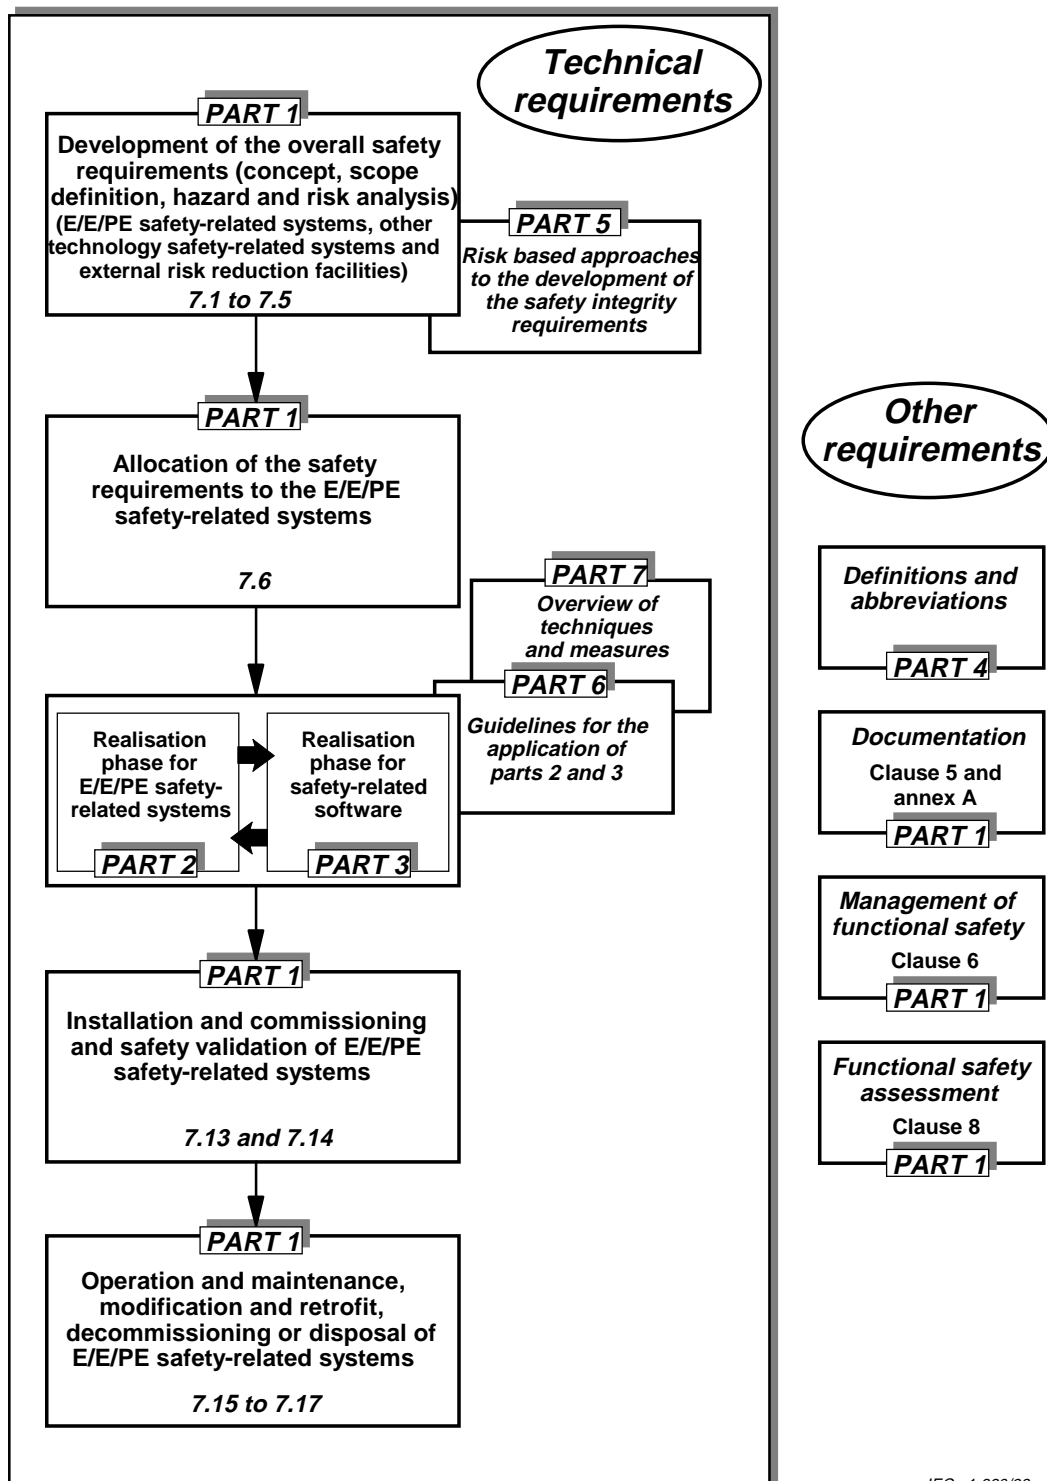 Technical
requirements
PART 1
Development of the overall safety
requirements (concept, scope
definition, hazard and risk analysis)
(E/E/PE safety-related systems, other
technology safety-related systems and
external risk reduction facilities)
7.1 to 7.5
PART 5
Risk based approaches
to the development of
the safety integrity
requirements
PART 1
Allocation of the safety
requirements to the E/E/PE
safety-related systems
7.6
PART 7
Overview of
techniques
and measures
PART 6
Guidelines for the
application of
parts 2 and 3
Realisation
phase for
E/E/PE safety-
related systems
PART 2
Realisation
phase for
safety-related
software
PART 3
PART 1
Installation and commissioning
and safety validation of E/E/PE
safety-related systems
7.13 and 7.14
PART 1
Operation and maintenance,
modification and retrofit,
decommissioning or disposal of
E/E/PE safety-related systems
7.15 to 7.17
Other
requirements
Definitions and
abbreviations
PART 4
Documentation
Clause 5 and
annex A
PART 1
Management of
functional safety
Clause 6
PART 1
Functional safety
assessment
Clause 8
PART 1